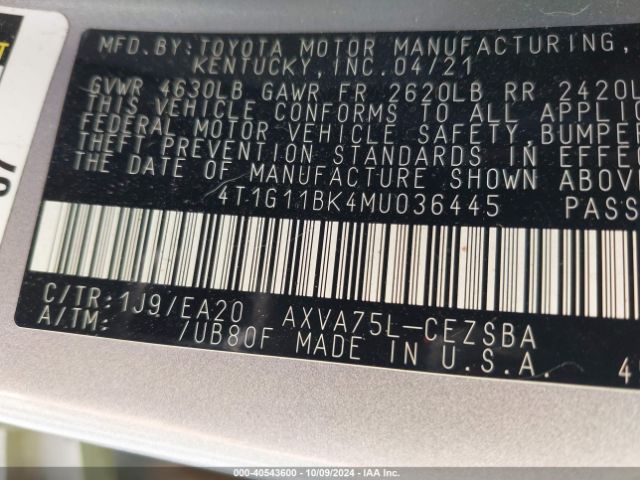 MFD.BY:TOYOTA MOTOR MANUFACTURING,
KENTUCKY,INC.04/21
GVWR 4630LB GAWR FR 2620LB RR 2420L
THIS VEHICLE CONFORMS TO ALL APPLIC
FEDERAL MOTOR VEHICLE SAFETY,BUMPER
THEFT PREVENTION STANDARDS IN EFFE
THE DATE OF MANUFACTURE SHOWN ABOV
4T1G11BK4MU036445 PASS
C/TR:1J9/EA20 AXVA75L-CEZSBA
A/TM: /UB80F MADE IN U.S.A.
000-40543600 - 10/09/2024 - IAA Inc.